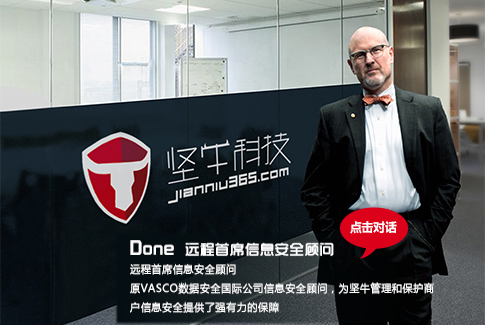 坚牛科技
jianniu365.com
点击对话
Done 远程首席信息安全顾问
远程首席信息安全顾问
原VASCO数据安全国际公司信息安全顾问，为坚牛管理和保护商
户信息安全提供了强有力的保障